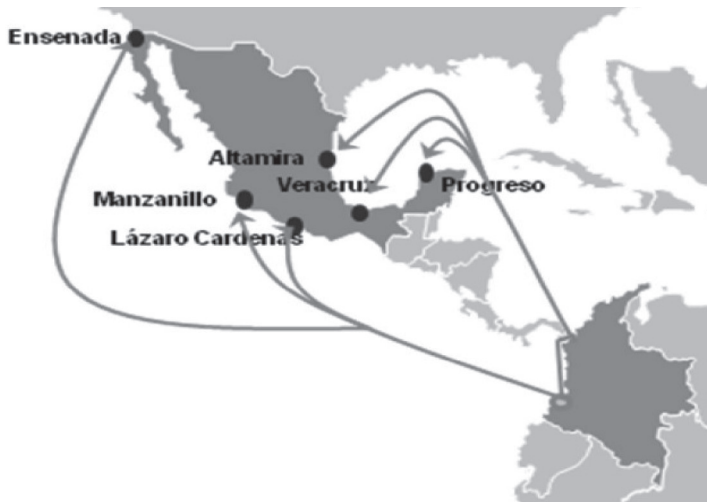 Ensenada
Altamira
Veracruz
Progreso
Manzanillo
Lázaro Cardenas